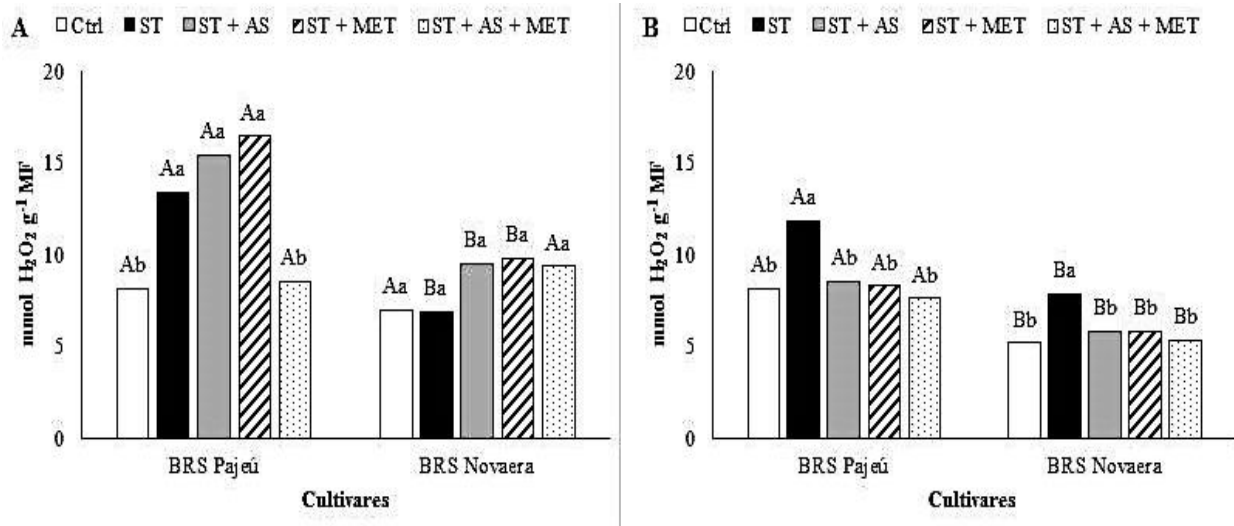 A Ctrl ST ST + AS ST + MET ST + AS + MET
20
15
10
5
0
mmol H₂O₂ g⁻¹ MF
Ab Aa Aa Aa Ab
Aa Ba Ba Ba Aa
BRS Pajeú BRS Novaera
Cultivares
B Ctrl ST ST + AS ST + MET ST + AS + MET
20
15
10
5
0
mmol H₂O₂ g⁻¹ MF
Ab Aa Ab Ab Ab
Bb Ba Bb Bb Bb
BRS Pajeú BRS Novaera
Cultivares